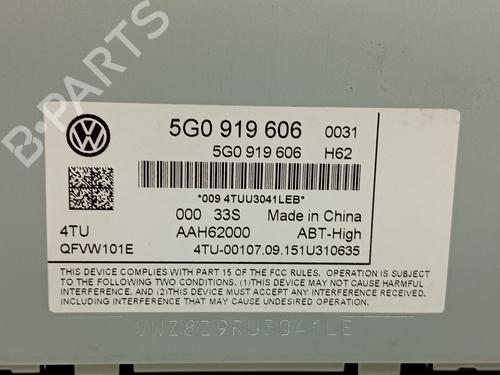 B-PARTS
5G0 919 606 0031
5G0 919 606 H62
*009 4TUU3041LEB*
000 33S Made in China
4TU AAH62000 ABT-High
QFVW101E 4TU-00107.09.151U310635
THIS DEVICE COMPLIES WITH PART 15 OF THE FCC RULES. OPERATION IS SUBJECT TO
THE FOLLOWING TWO CONDITIONS. (1)THIS DEVICE MAY NOT CAUSE HARMFUL
INTERFERENCE. AND (2)THIS DEVICE MUST ACCEPT ANY INTERFERENCE RECEIVED.
INCLUDING INTERFERENCE THAT MAY CAUSE UNDESIRED OPERATION.
VWZ8Z9RU3041LE